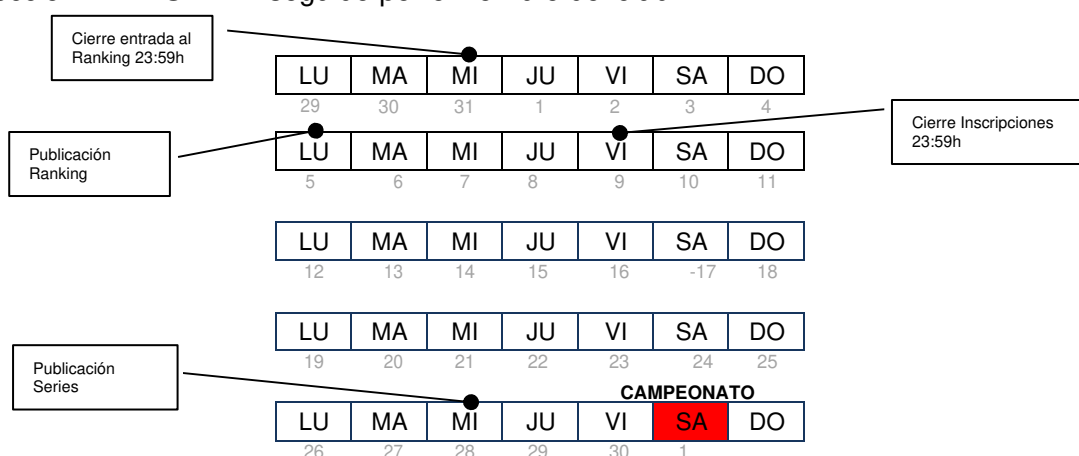 Cierre entrada al
Ranking 23:59h
LU MA MI JU VI SA DO
29 30 31 1 2 3 4
Cierre Inscripciones
23:59h
Publicación
Ranking
LU MA MI JU VI SA DO
5 6 7 8 9 10 11
LU MA MI JU VI SA DO
12 13 14 15 16 -17 18
LU MA MI JU VI SA DO
19 20 21 22 23 24 25
Publicación
Series
CAMPEONATO
LU MA MI JU VI SA DO
26 27 28 29 30 1